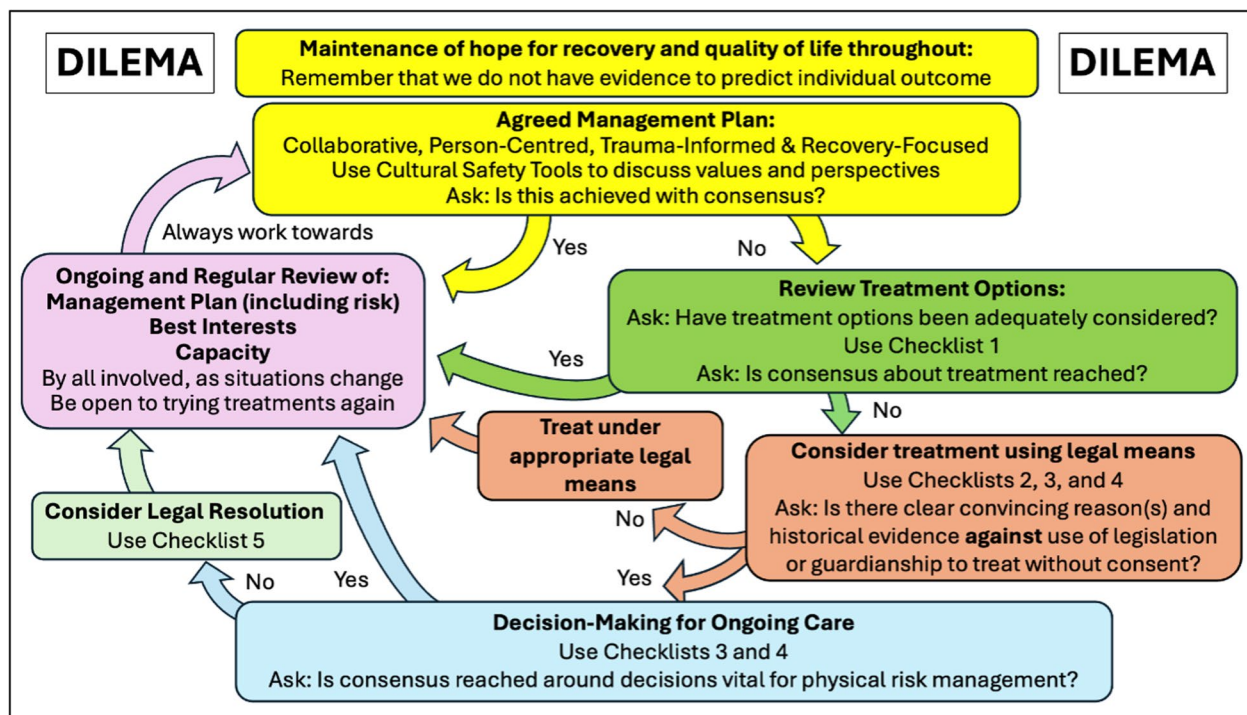 DILEMA
Maintenance of hope for recovery and quality of life throughout:
Remember that we do not have evidence to predict individual outcome
DILEMA
Agreed Management Plan:
Collaborative, Person-Centred, Trauma-Informed & Recovery-Focused
Use Cultural Safety Tools to discuss values and perspectives
Ask: Is this achieved with consensus?
Always work towards
Yes
No
Ongoing and Regular Review of:
Management Plan (including risk)
Best Interests
Capacity
By all involved, as situations change
Be open to trying treatments again
Review Treatment Options:
Ask: Have treatment options been adequately considered?
Use Checklist 1
Ask: Is consensus about treatment reached?
Yes
No
Treat under
appropriate legal
means
Consider treatment using legal means
Use Checklists 2, 3, and 4
Ask: Is there clear convincing reason(s) and
historical evidence against use of legislation
or guardianship to treat without consent?
No
Yes
Consider Legal Resolution
Use Checklist 5
No
Yes
Decision-Making for Ongoing Care
Use Checklists 3 and 4
Ask: Is consensus reached around decisions vital for physical risk management?